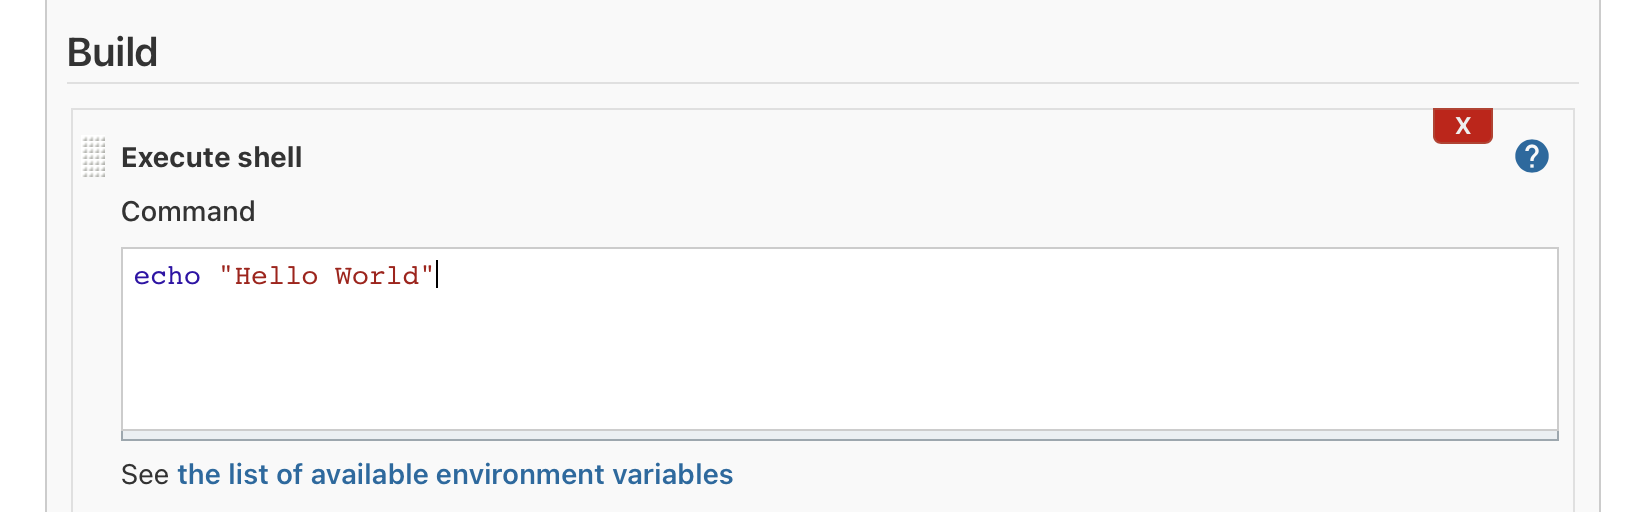 Build
X
Execute shell
?
Command
echo "Hello World"
See the list of available environment variables